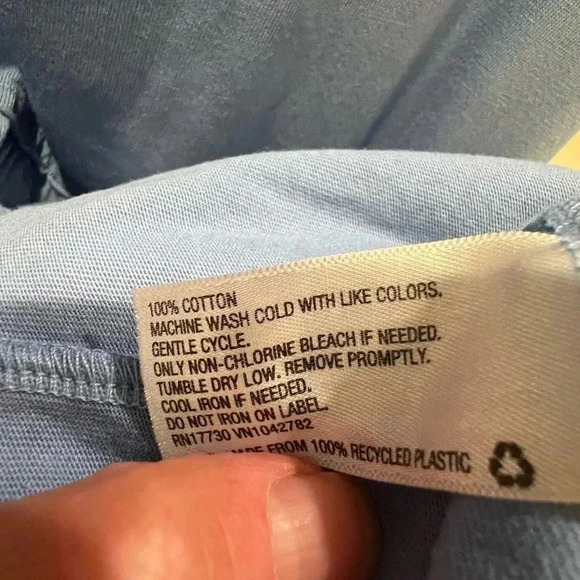 100% COTTON
MACHINE WASH COLD WITH LIKE COLORS.
GENTLE CYCLE.
ONLY NON-CHLORINE BLEACH IF NEEDED.
TUMBLE DRY LOW. REMOVE PROMPTLY.
COOL IRON IF NEEDED.
DO NOT IRON ON LABEL.
RN17730 VN1042782
MADE FROM 100% RECYCLED PLASTIC